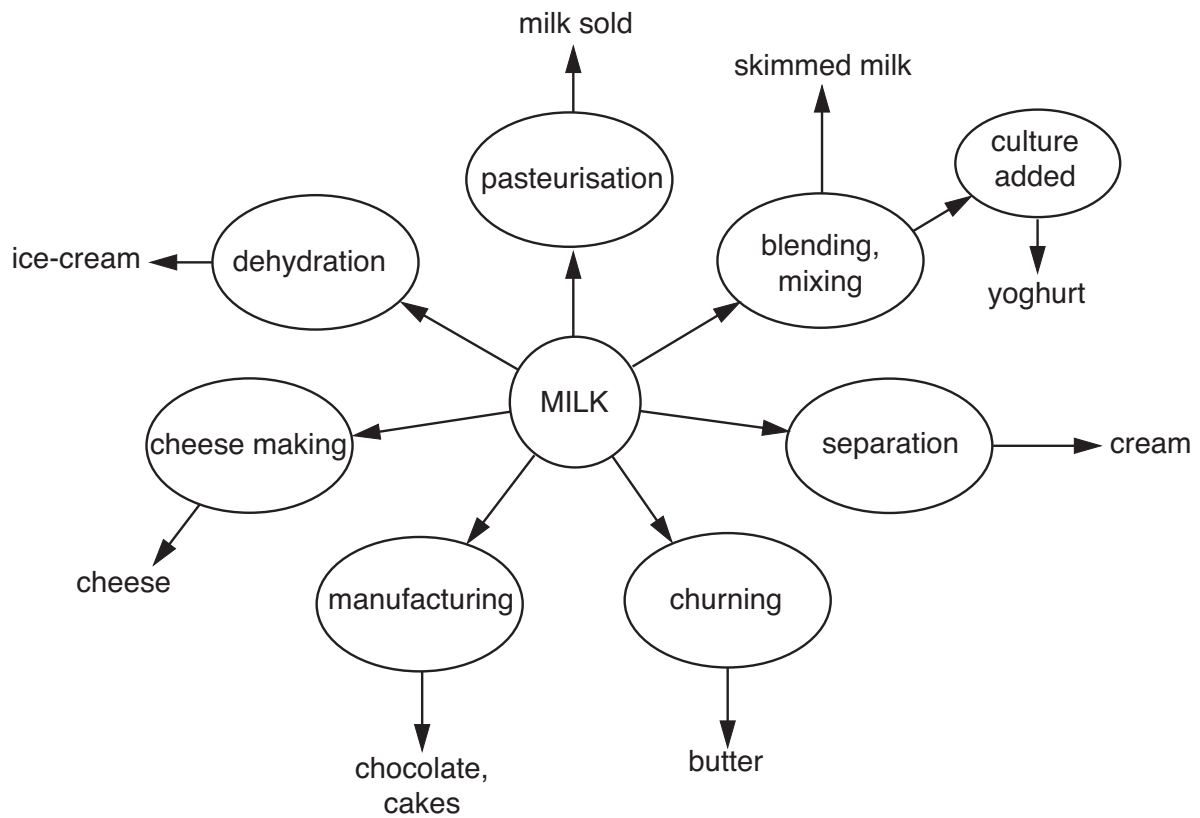 milk sold
skimmed milk
culture
added
pasteurisation
ice-cream
dehydration
blending,
mixing
yoghurt
MILK
cheese making
separation
cream
cheese
manufacturing
churning
chocolate,
cakes
butter